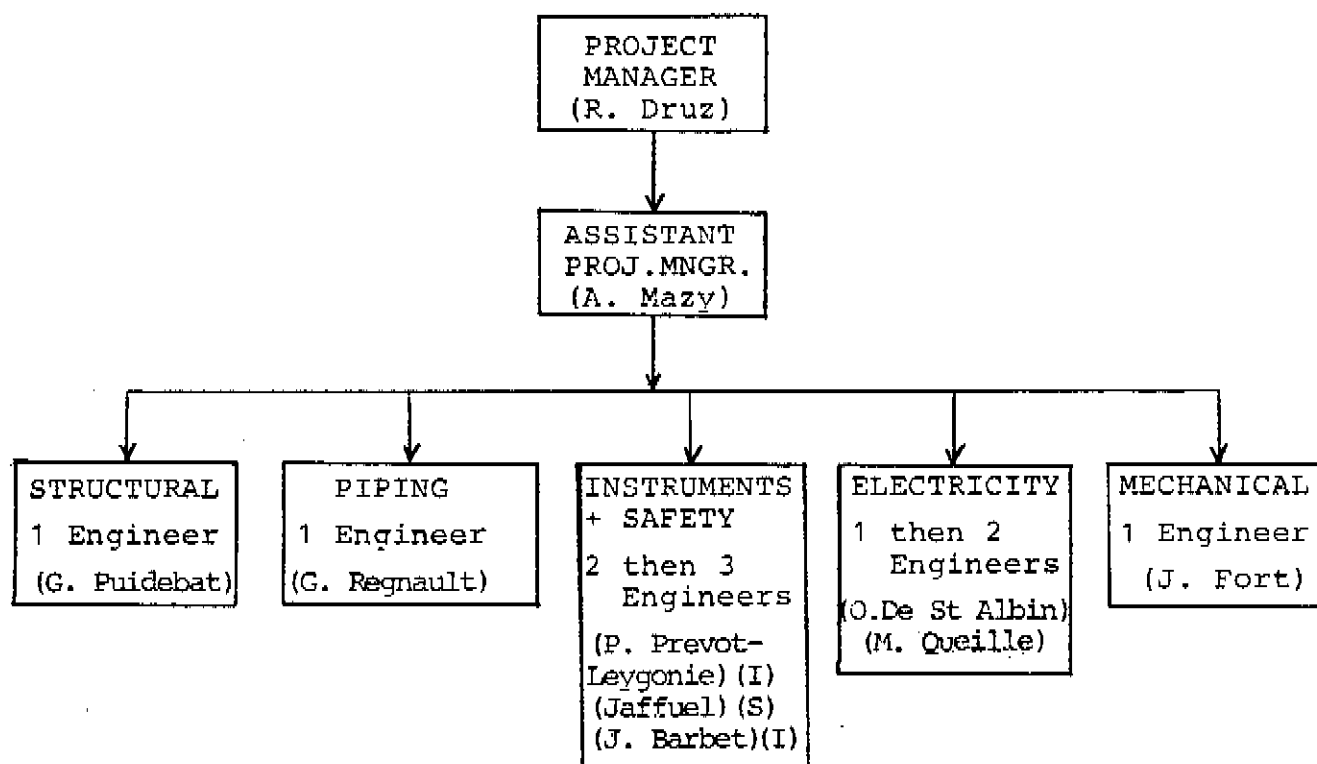 PROJECT
MANAGER
(R. Druz)
ASSISTANT
PROJ.MNGR.
(A. Mazy)
STRUCTURAL
1 Engineer
(G. Puidebat)
PIPING
1 Engineer
(G. Regnault)
INSTRUMENTS
+ SAFETY
2 then 3
Engineers
(P. Prevot-
Leygonie)(I)
(Jaffuel)(S)
(J. Barbet)(I)
ELECTRICITY
1 then 2
Engineers
(O.De St Albin)
(M. Queille)
MECHANICAL
1 Engineer
(J. Fort)